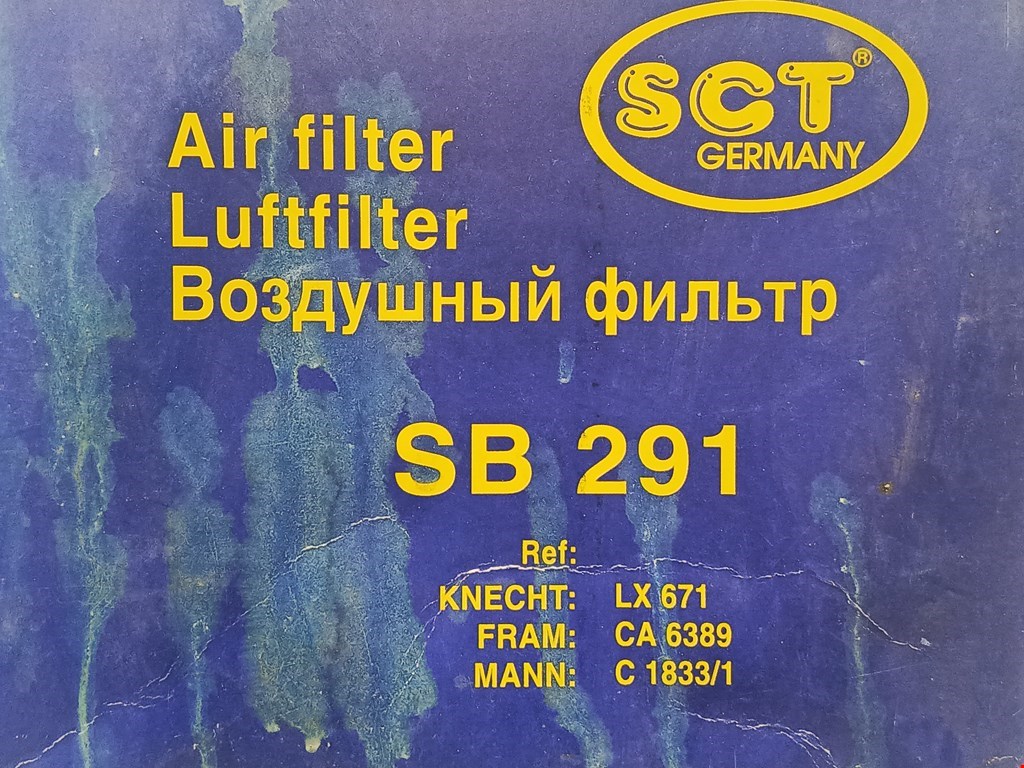 SCT®
GERMANY
Air filter
Luftfilter
Воздушный фильтр
SB 291
Ref:
KNECHT: LX 671
FRAM: CA 6389
MANN: C 1833/1